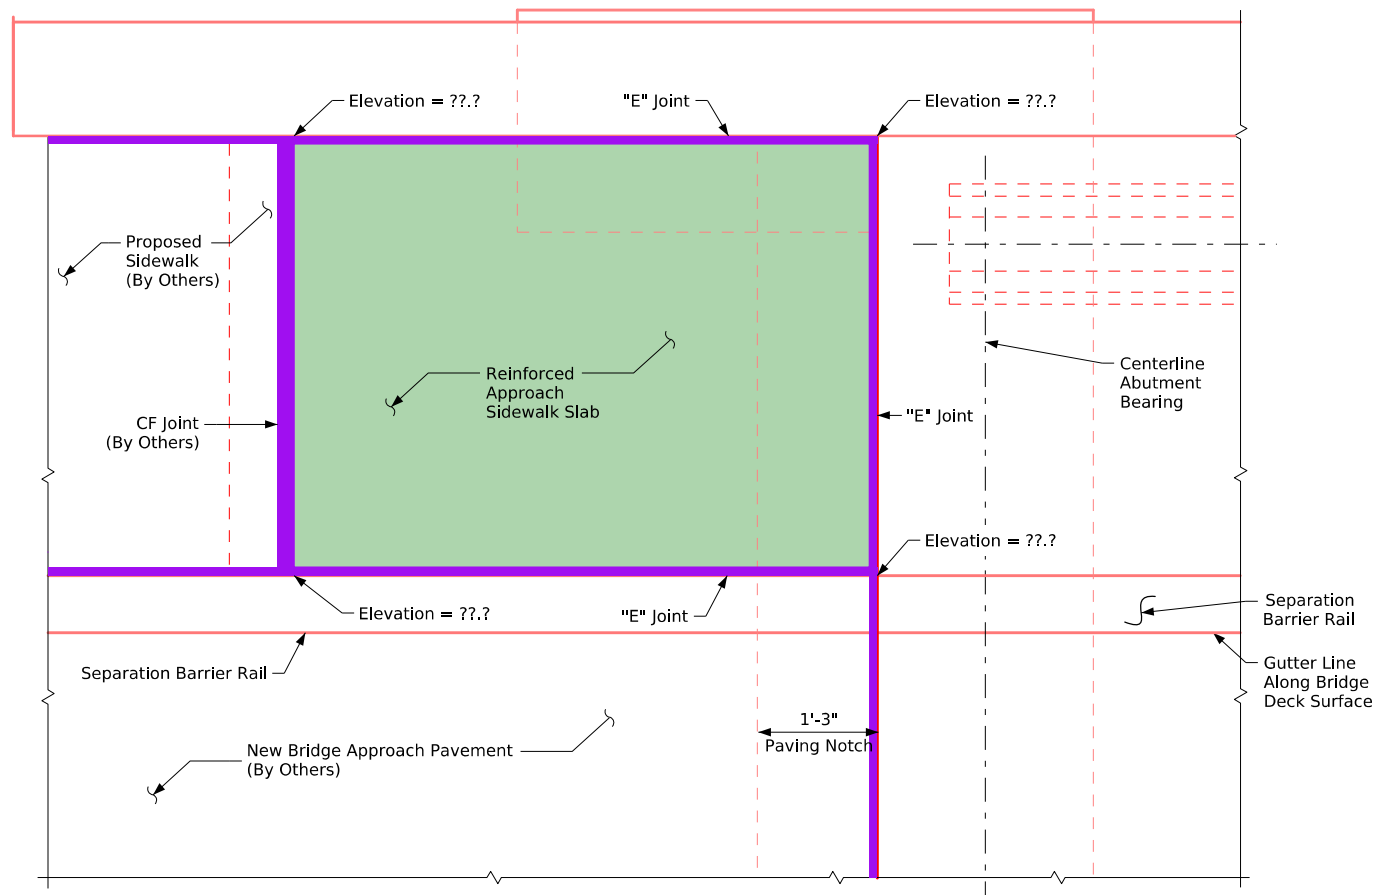 Elevation = ??.?
"E" Joint
Elevation = ??.?
Proposed
Sidewalk
(By Others)
Reinforced
Approach
Sidewalk Slab
Centerline
Abutment
Bearing
CF Joint
(By Others)
"E" Joint
Elevation = ??.?
Elevation = ??.?
"E" Joint
Separation
Barrier Rail
Separation Barrier Rail
Gutter Line
Along Bridge
Deck Surface
1'-3"
Paving Notch
New Bridge Approach Pavement
(By Others)